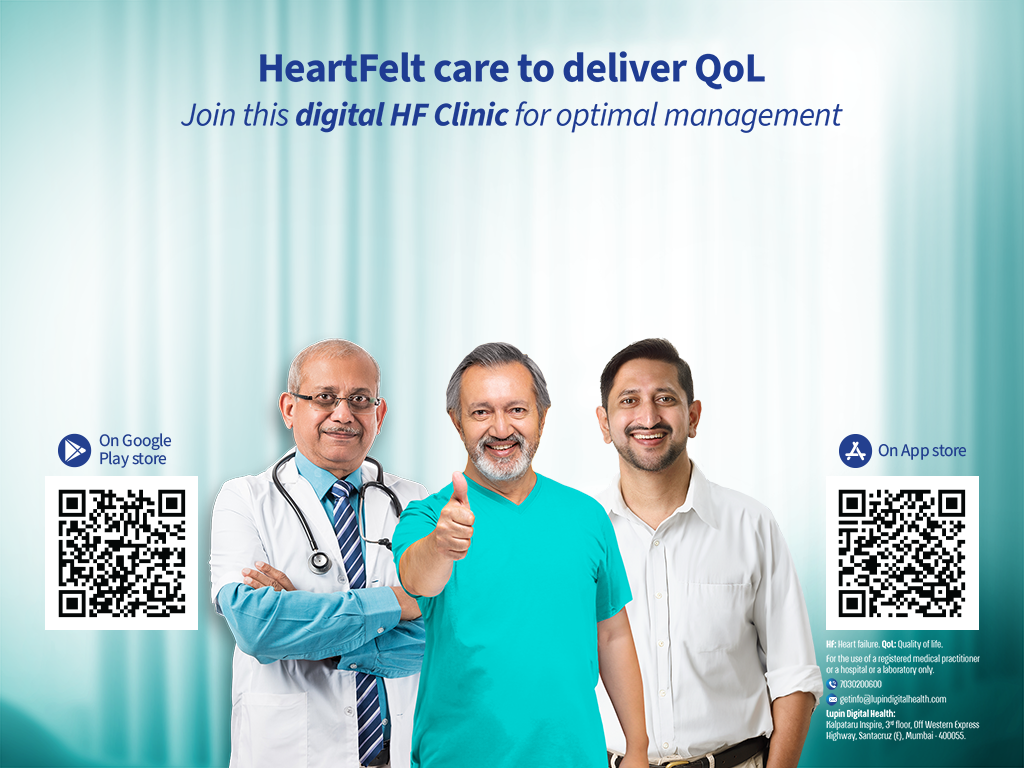 HeartFelt care to deliver QoL
Join this digital HF Clinic for optimal management
On Google
Play store
On App store
HF: Heart failure. QoL: Quality of life.
For the use of a registered medical practitioner
or a hospital or a laboratory only.
7030200600
getinfo@lupindigitalhealth.com
Lupin Digital Health:
Kalpataru Inspire, 3rd floor, Off Western Express
Highway, Santacruz (E), Mumbai - 400055.